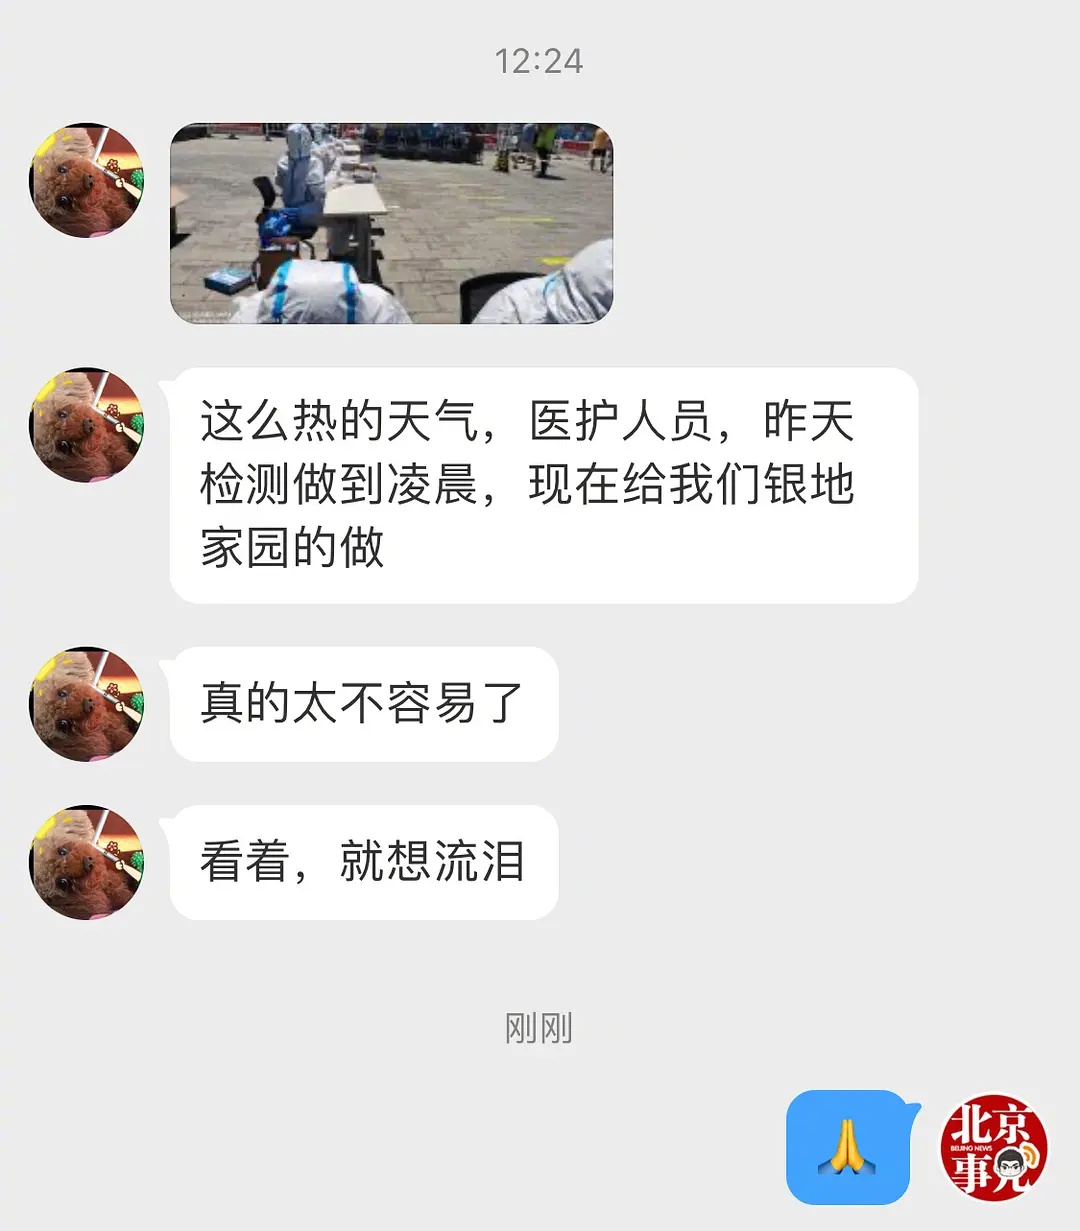 12:24
这么热的天气，医护人员，昨天
检测做到凌晨，现在给我们银地
家园的做
真的太不容易了
看着，就想流泪
刚刚
北京
BEIJING NEWS
事儿